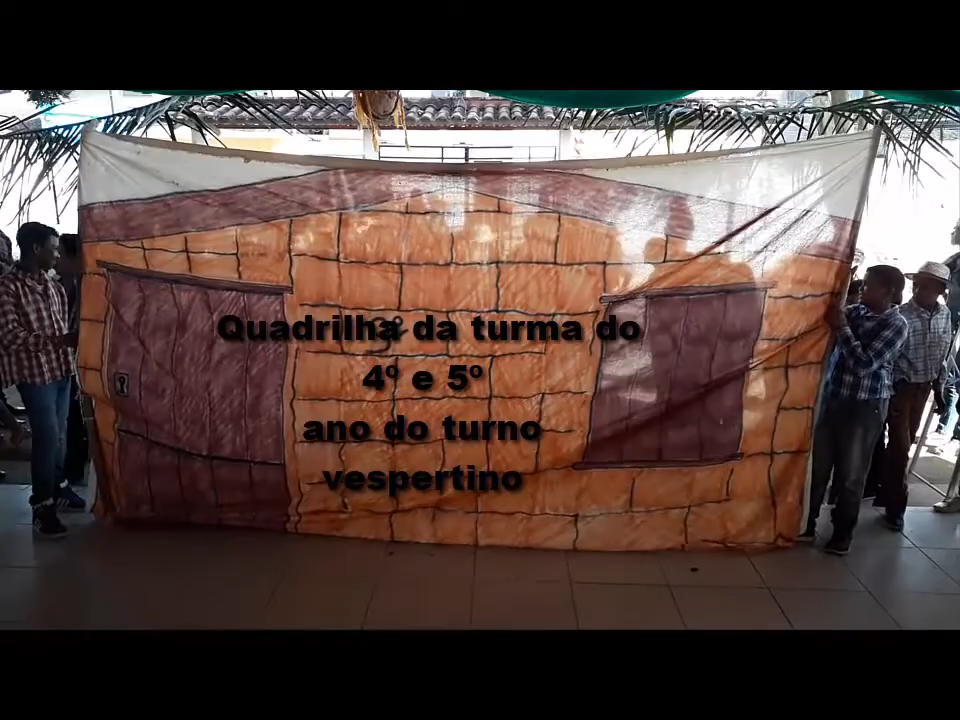 Quadrilha da turma do
4º e 5º
ano do turno
vespertino